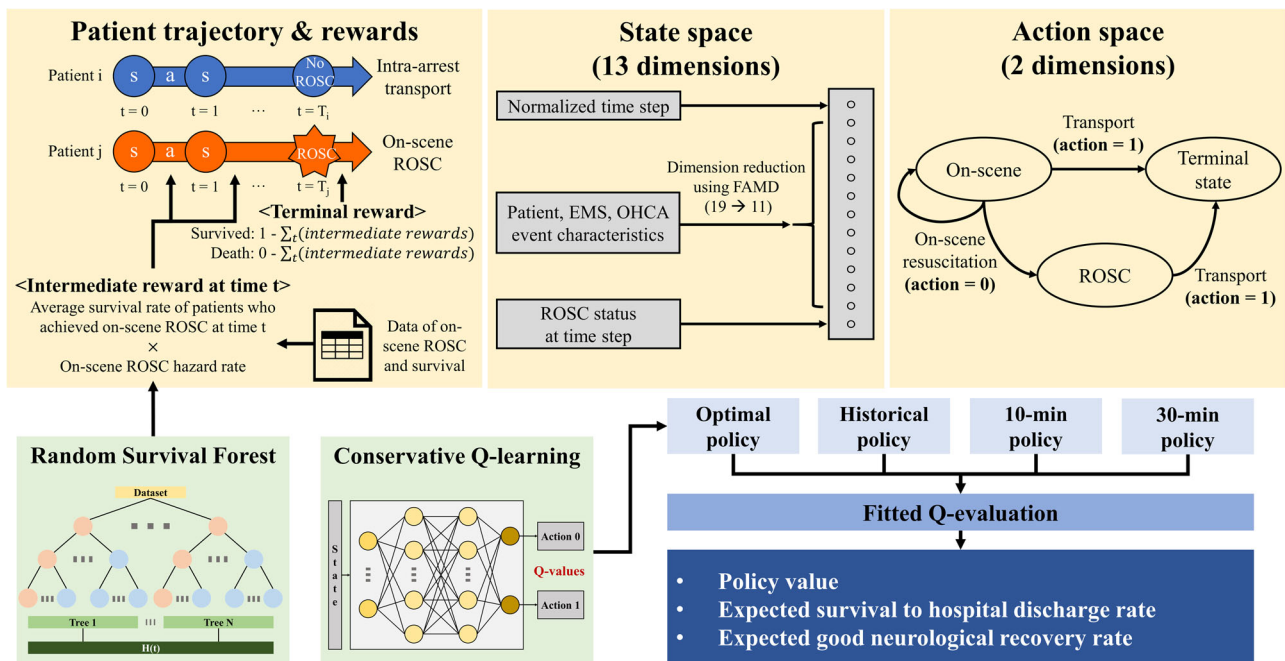 Patient trajectory & rewards
Patient i
s
a
s
No
ROSC
Intra-arrest
transport
t = 0
t = 1
...
t = T_i
Patient j
s
a
s
ROSC
On-scene
ROSC
t = 0
t = 1
...
t = T_j
<Terminal reward>
Survived: 1 - ∑_t(intermediate rewards)
Death: 0 - ∑_t(intermediate rewards)
<Intermediate reward at time t>
Average survival rate of patients who
achieved on-scene ROSC at time t
×
On-scene ROSC hazard rate
Data of on-
scene ROSC
and survival
State space
(13 dimensions)
Normalized time step
Patient, EMS, OHCA
event characteristics
Dimension reduction
using FAMD
(19 → 11)
ROSC status
at time step
Action space
(2 dimensions)
On-scene
Transport
(action = 1)
Terminal
state
On-scene
resuscitation
(action = 0)
ROSC
Transport
(action = 1)
Random Survival Forest
Dataset
Tree 1
Tree N
H(t)
Conservative Q-learning
State
Action 0
Q-values
Action 1
Optimal
policy
Historical
policy
10-min
policy
30-min
policy
Fitted Q-evaluation
• Policy value
• Expected survival to hospital discharge rate
• Expected good neurological recovery rate